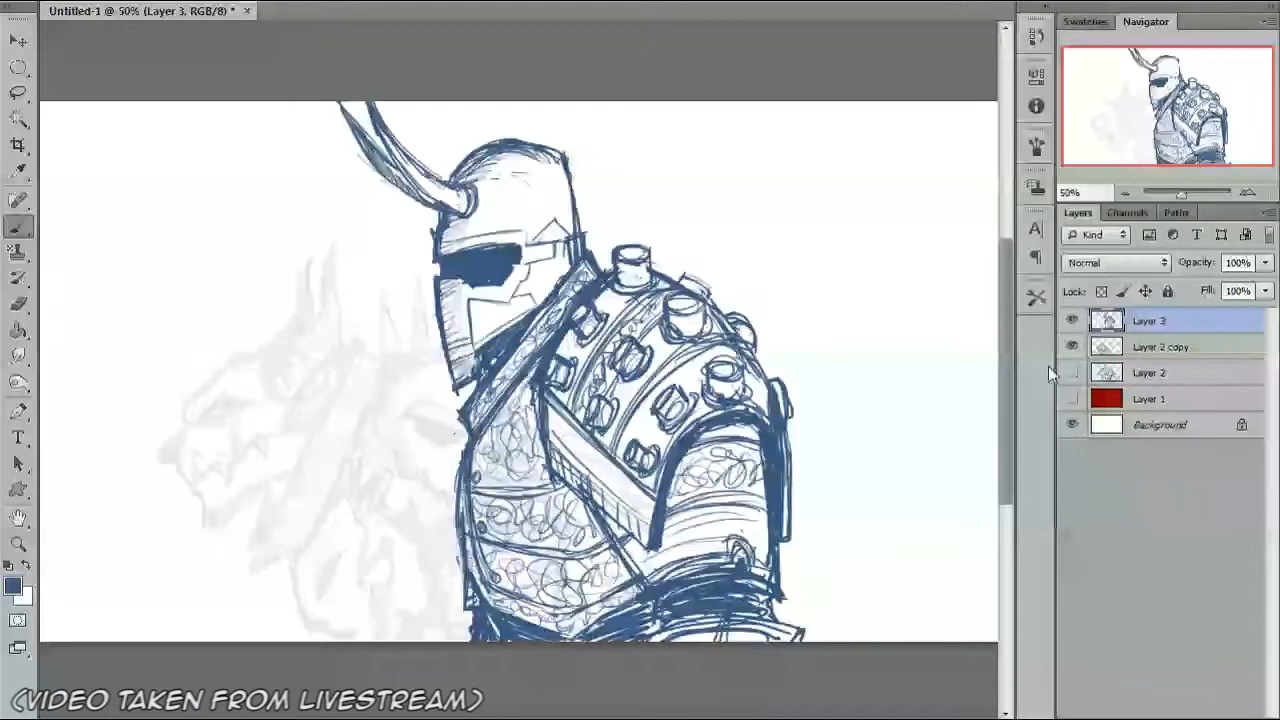 Untitled-1 @ 50% (Layer 3, RGB/8) * ×
Swatches Navigator
50%
Layers Channels Paths
Kind T
Normal Opacity: 100%
Lock: Fill: 100%
Layer 3
Layer 2 copy
Layer 2
Layer 1
Background
A
T
(VIDEO TAKEN FROM LIVESTREAM)